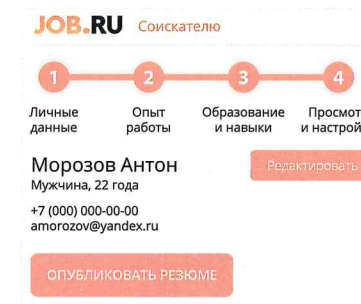 JOB.RU Соискателю
1 2 3 4
Личные данные
Опыт работы
Образование и навыки
Просмот и настрой
Морозов Антон
Редактировать
Мужчина, 22 года
+7 (000) 000-00-00
amorozov@yandex.ru
ОПУБЛИКОВАТЬ РЕЗЮМЕ